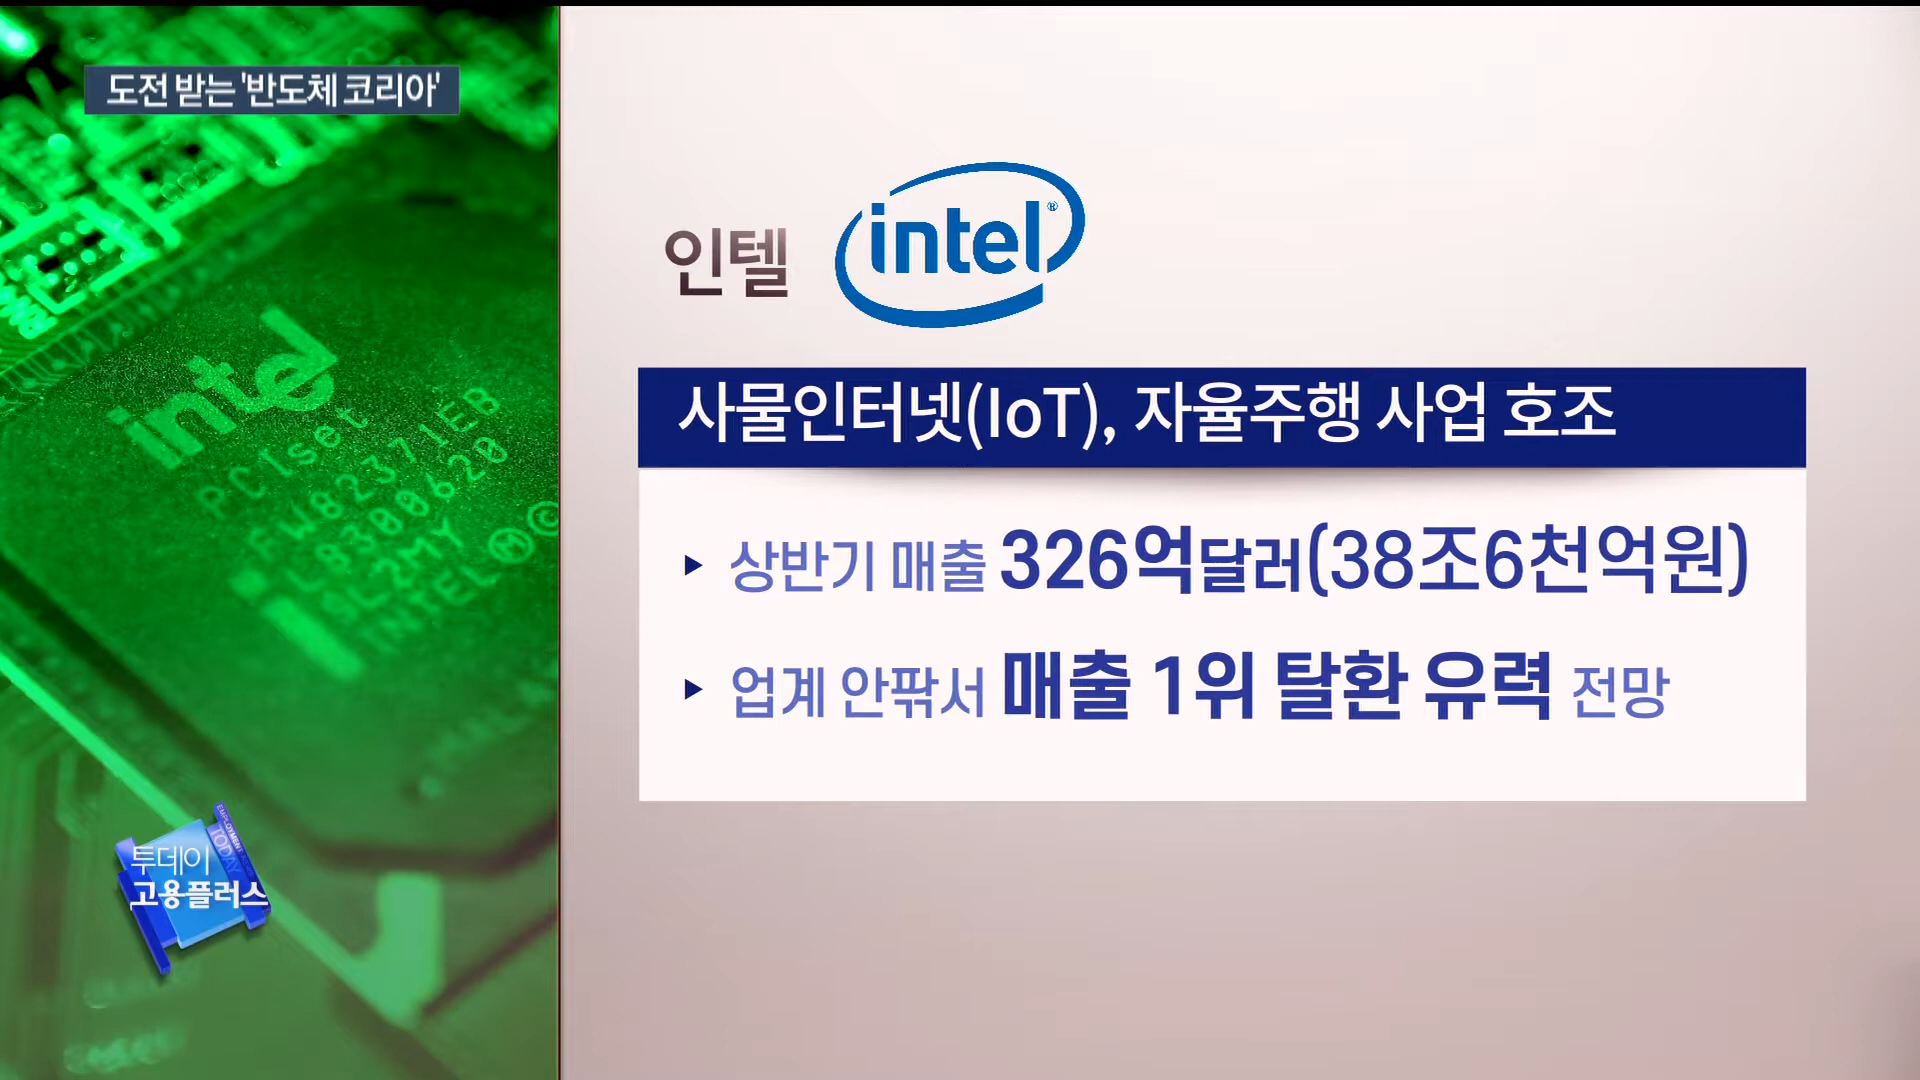 도전 받는 '반도체 코리아'
인텔
intel®
사물인터넷(IoT), 자율주행 사업 호조
▶ 상반기 매출 326억달러(38조6천억원)
▶ 업계 안팎서 매출 1위 탈환 유력 전망
intel
PCIset
FW82371EB
L8300620
SL2MY
INTEL Ⓜ ©
TODAY
투데이
고용플러스